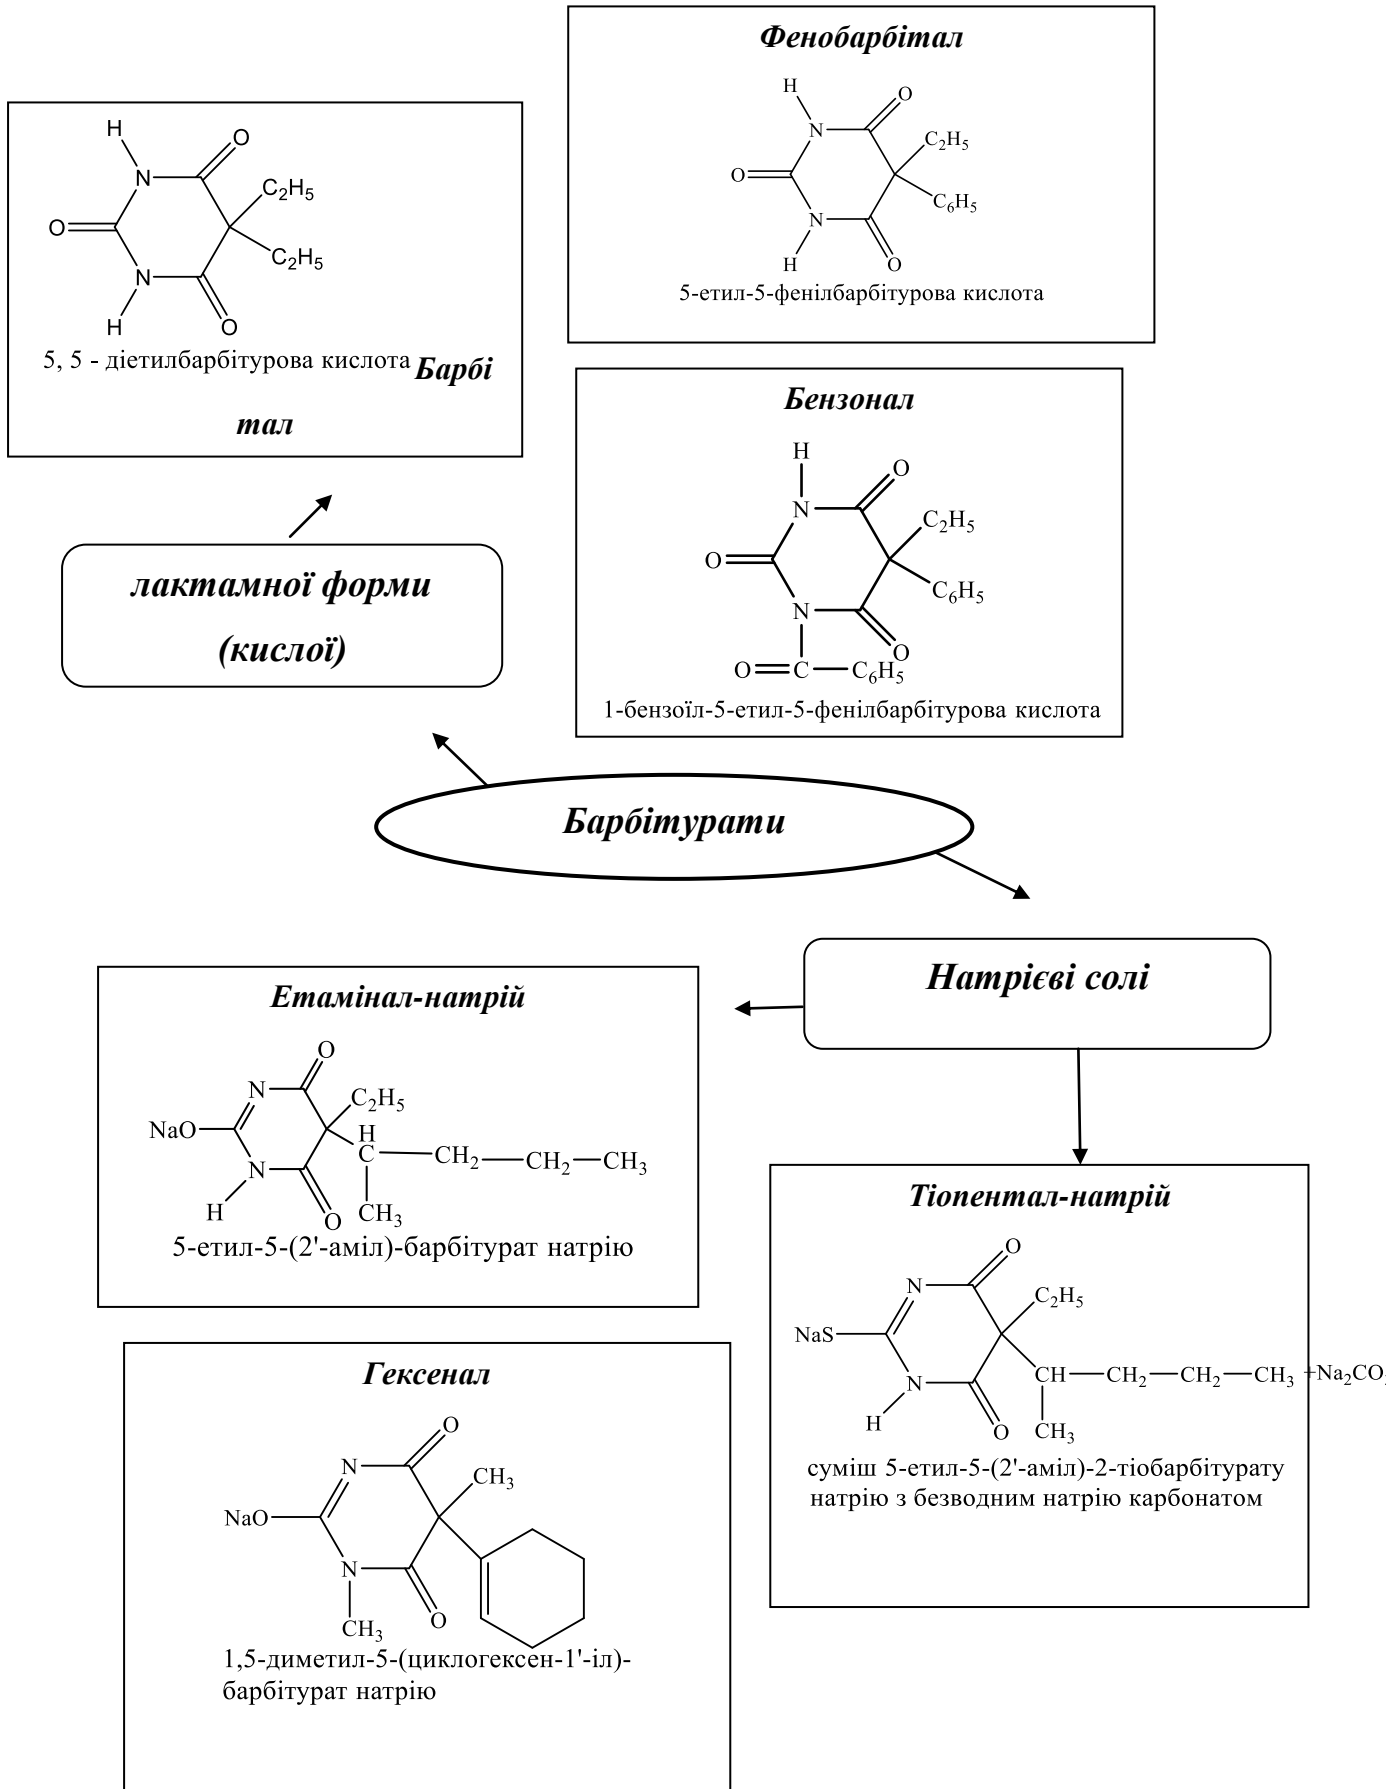 Фенобарбітал
H
O
N
C₂H₅
O
C₆H₅
N
H
O
5-етил-5-фенілбарбітурова кислота
H
O
N
C₂H₅
O
C₂H₅
N
H
O
5, 5 - діетилбарбітурова кислота Барбі
тал
Бензонал
H
O
N
C₂H₅
O
C₆H₅
N
O
O C C₆H₅
1-бензоїл-5-етил-5-фенілбарбітурова кислота
лактамної форми
(кислої)
Барбітурати
Натрієві солі
Етамінал-натрій
O
N
C₂H₅
NaO
H
C CH₂ CH₂ CH₃
N
H
O CH₃
5-етил-5-(2'-аміл)-барбітурат натрію
Тіопентал-натрій
O
N
C₂H₅
NaS
N CH CH₂ CH₂ CH₃ +Na₂CO
H
O CH₃
суміш 5-етил-5-(2'-аміл)-2-тіобарбітурату
натрію з безводним натрію карбонатом
Гексенал
O
N
CH₃
NaO
N
O
CH₃
1,5-диметил-5-(циклогексен-1'-іл)-
барбітурат натрію